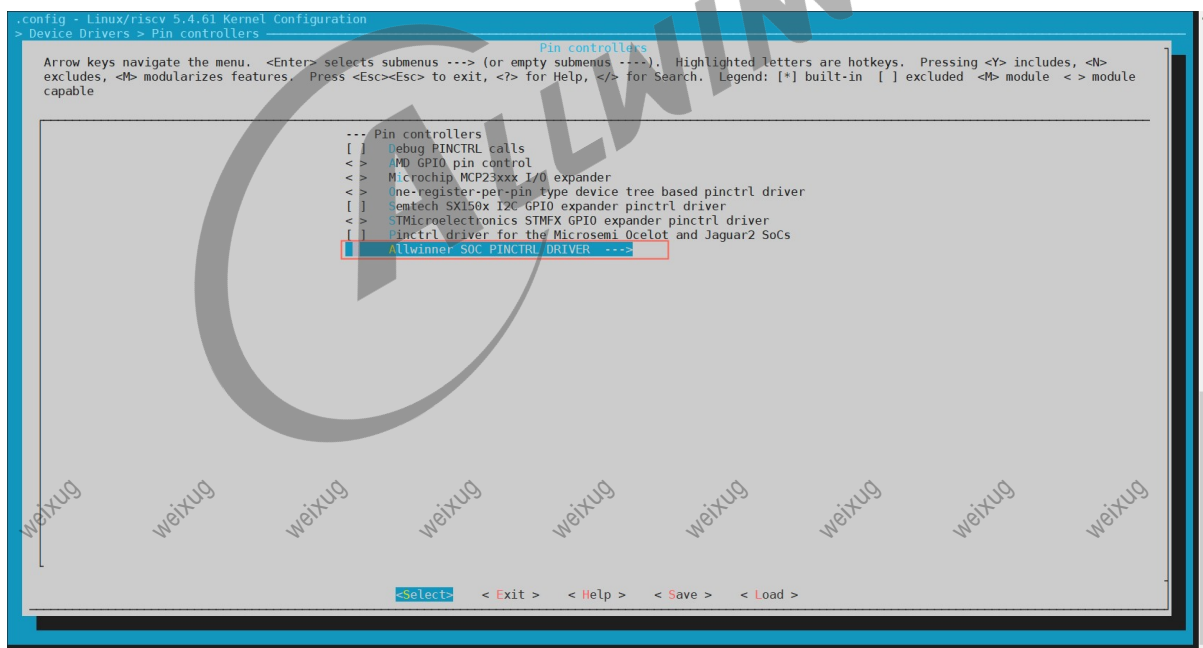 .config - Linux/riscv 5.4.61 Kernel Configuration
> Device Drivers > Pin controllers
Pin controllers
Arrow keys navigate the menu.  <Enter> selects submenus ---> (or empty submenus ----).  Highlighted letters are hotkeys.  Pressing <Y> includes, <N>
excludes, <M> modularizes features.  Press <Esc><Esc> to exit, <?> for Help, </> for Search.  Legend: [*] built-in  [ ] excluded  <M> module  < > module
capable
--- Pin controllers
[ ]   Debug PINCTRL calls
< >   AMD GPIO pin control
< >   Microchip MCP23xxx I/O expander
< >   One-register-per-pin type device tree based pinctrl driver
[ ]   Semtech SX150x I2C GPIO expander pinctrl driver
< >   STMicroelectronics STMFX GPIO expander pinctrl driver
[ ]   Pinctrl driver for the Microsemi Ocelot and Jaguar2 SoCs
Allwinner SOC PINCTRL DRIVER  --->
ALLWIN
weixug weixug weixug weixug weixug weixug weixug weixug weixug
<Select>    < Exit >    < Help >    < Save >    < Load >